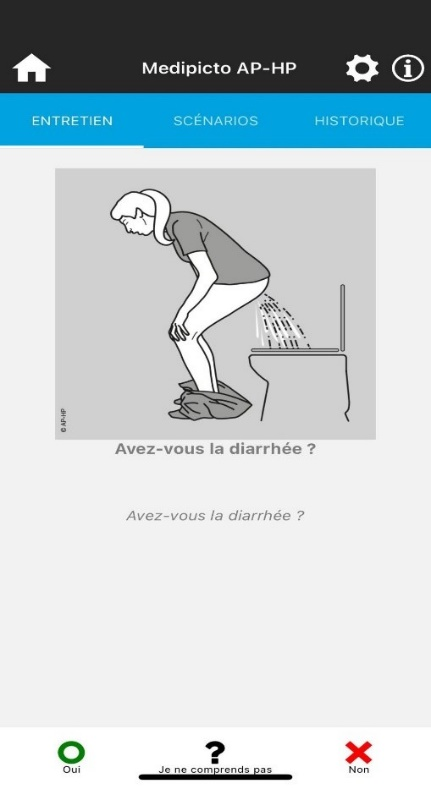 Medipicto AP-HP
ENTRETIEN SCÉNARIOS HISTORIQUE
© AP-HP
Avez-vous la diarrhée ?
Avez-vous la diarrhée ?
Oui Je ne comprends pas Non